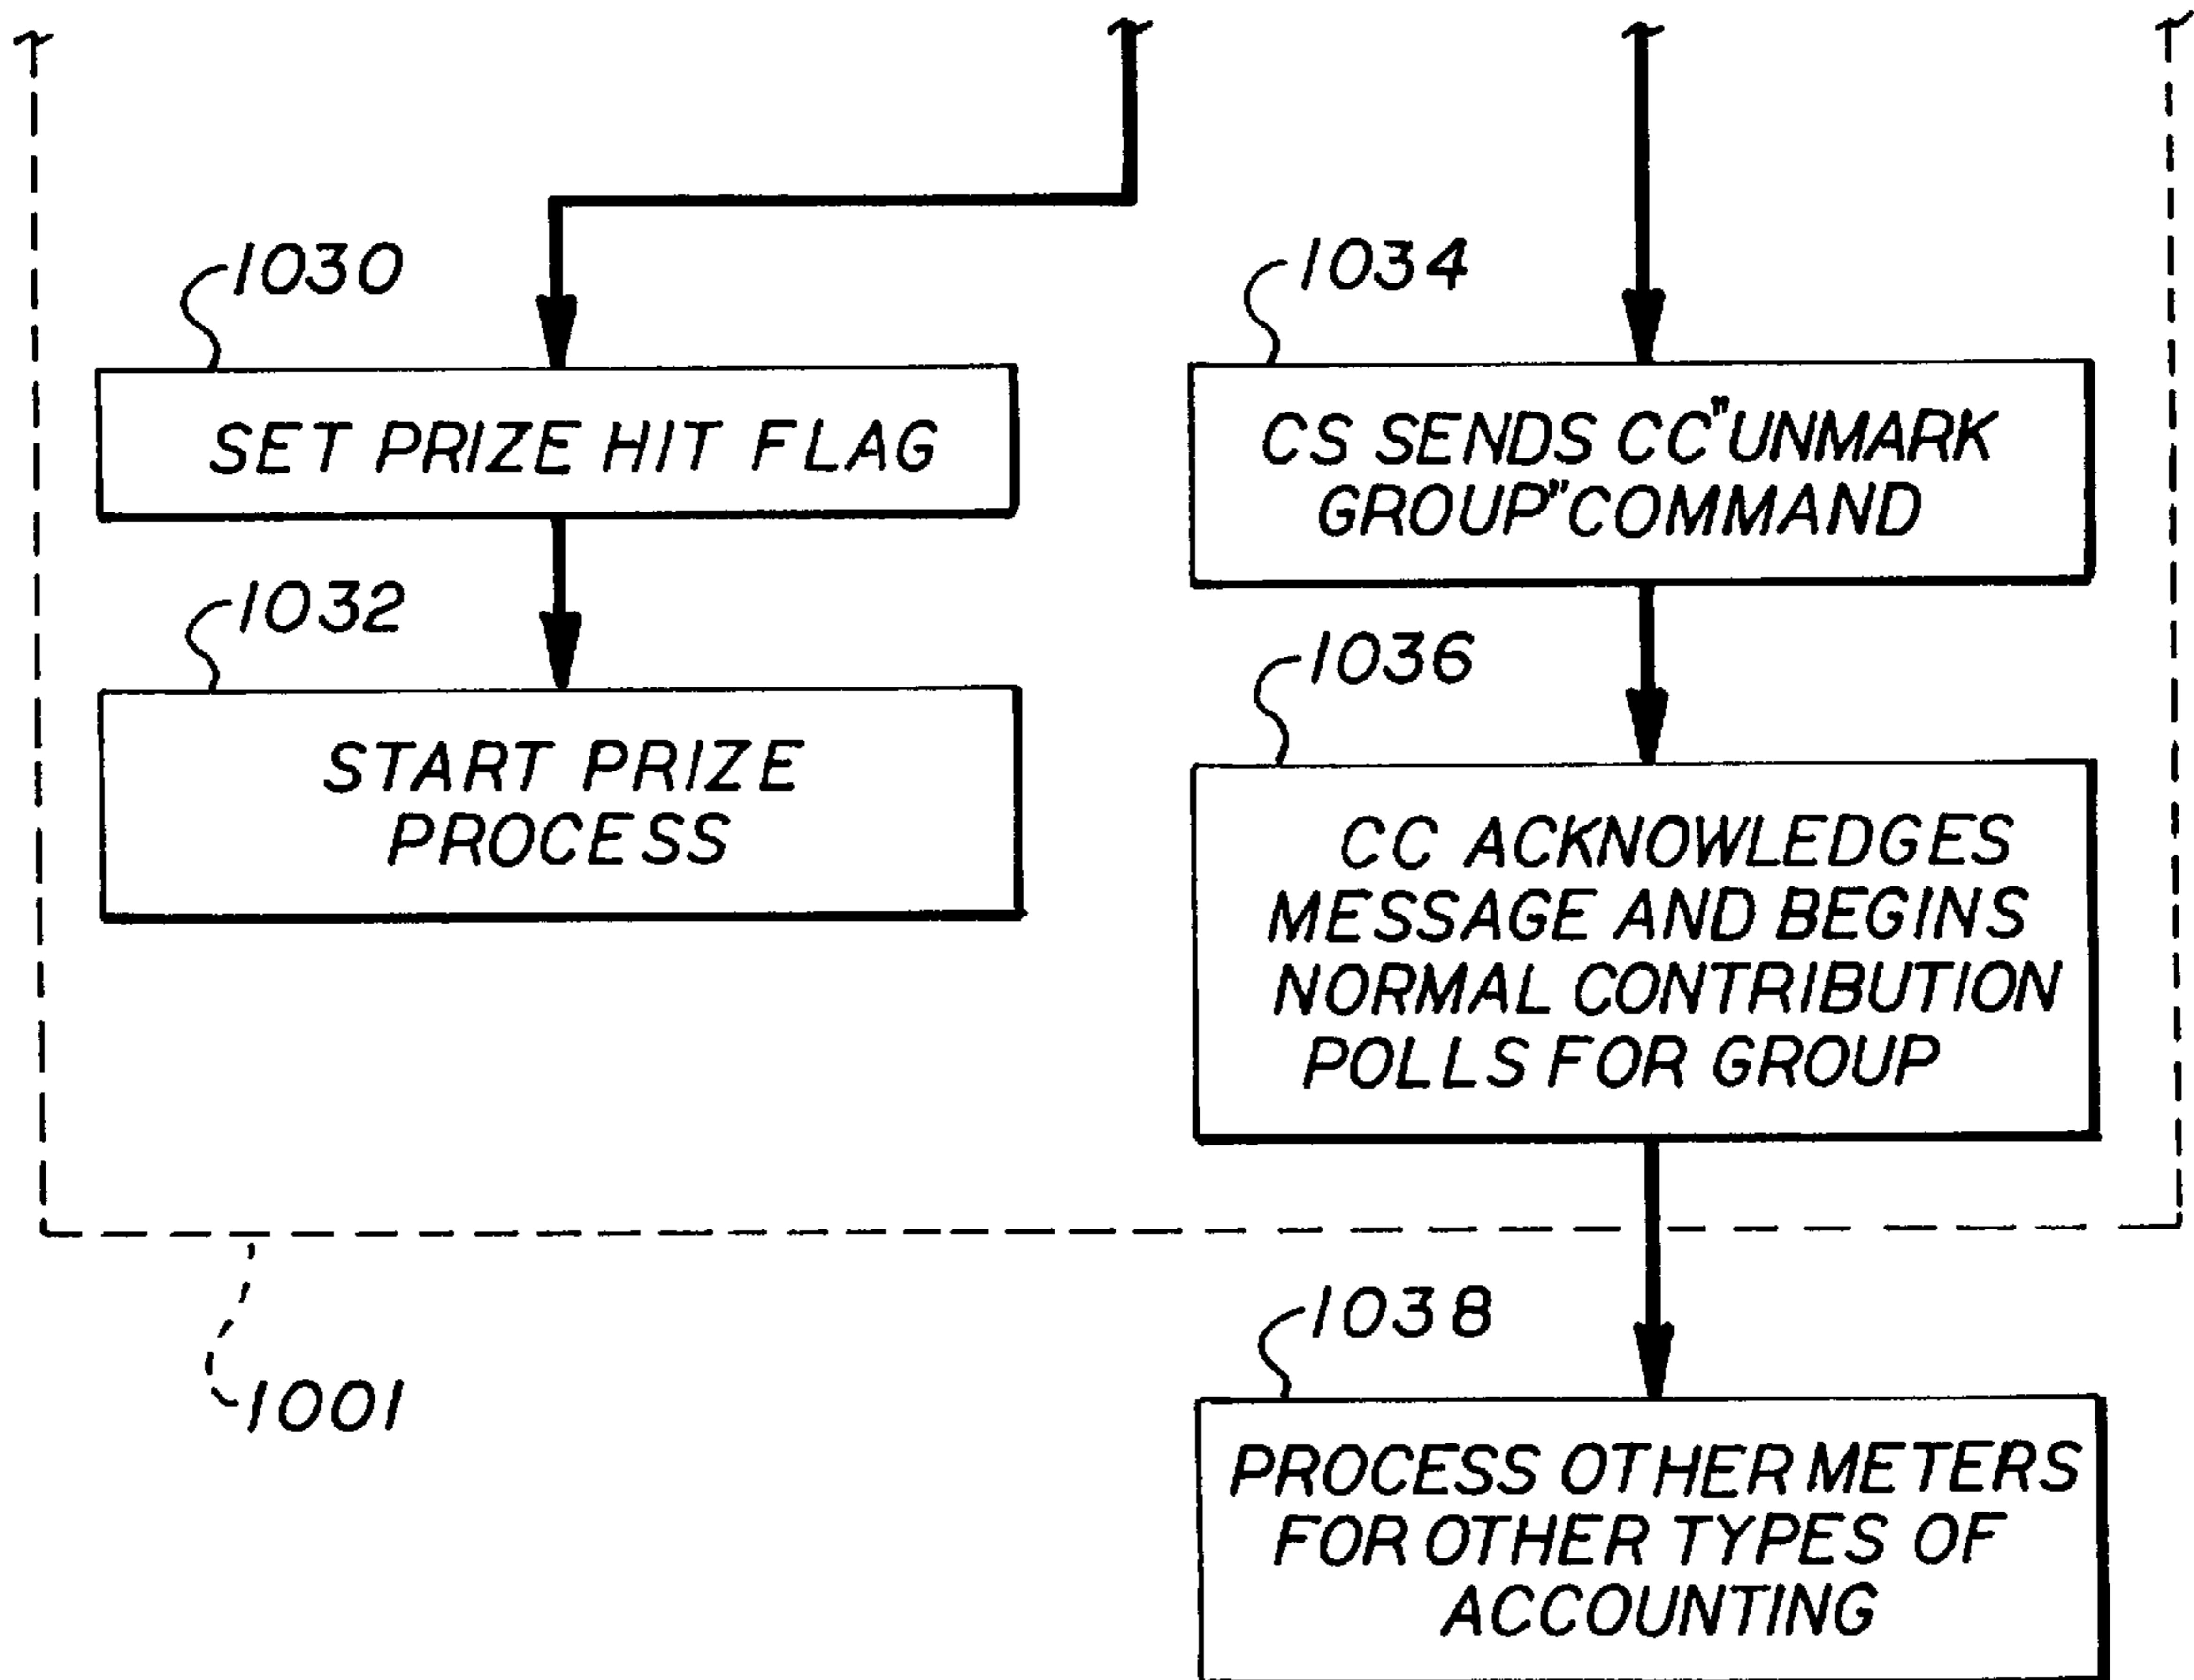 1030
SET PRIZE HIT FLAG
1032
START PRIZE
PROCESS
1034
CS SENDS CC"UNMARK
GROUP"COMMAND
1036
CC ACKNOWLEDGES
MESSAGE AND BEGINS
NORMAL CONTRIBUTION
POLLS FOR GROUP
1001
1038
PROCESS OTHER METERS
FOR OTHER TYPES OF
ACCOUNTING